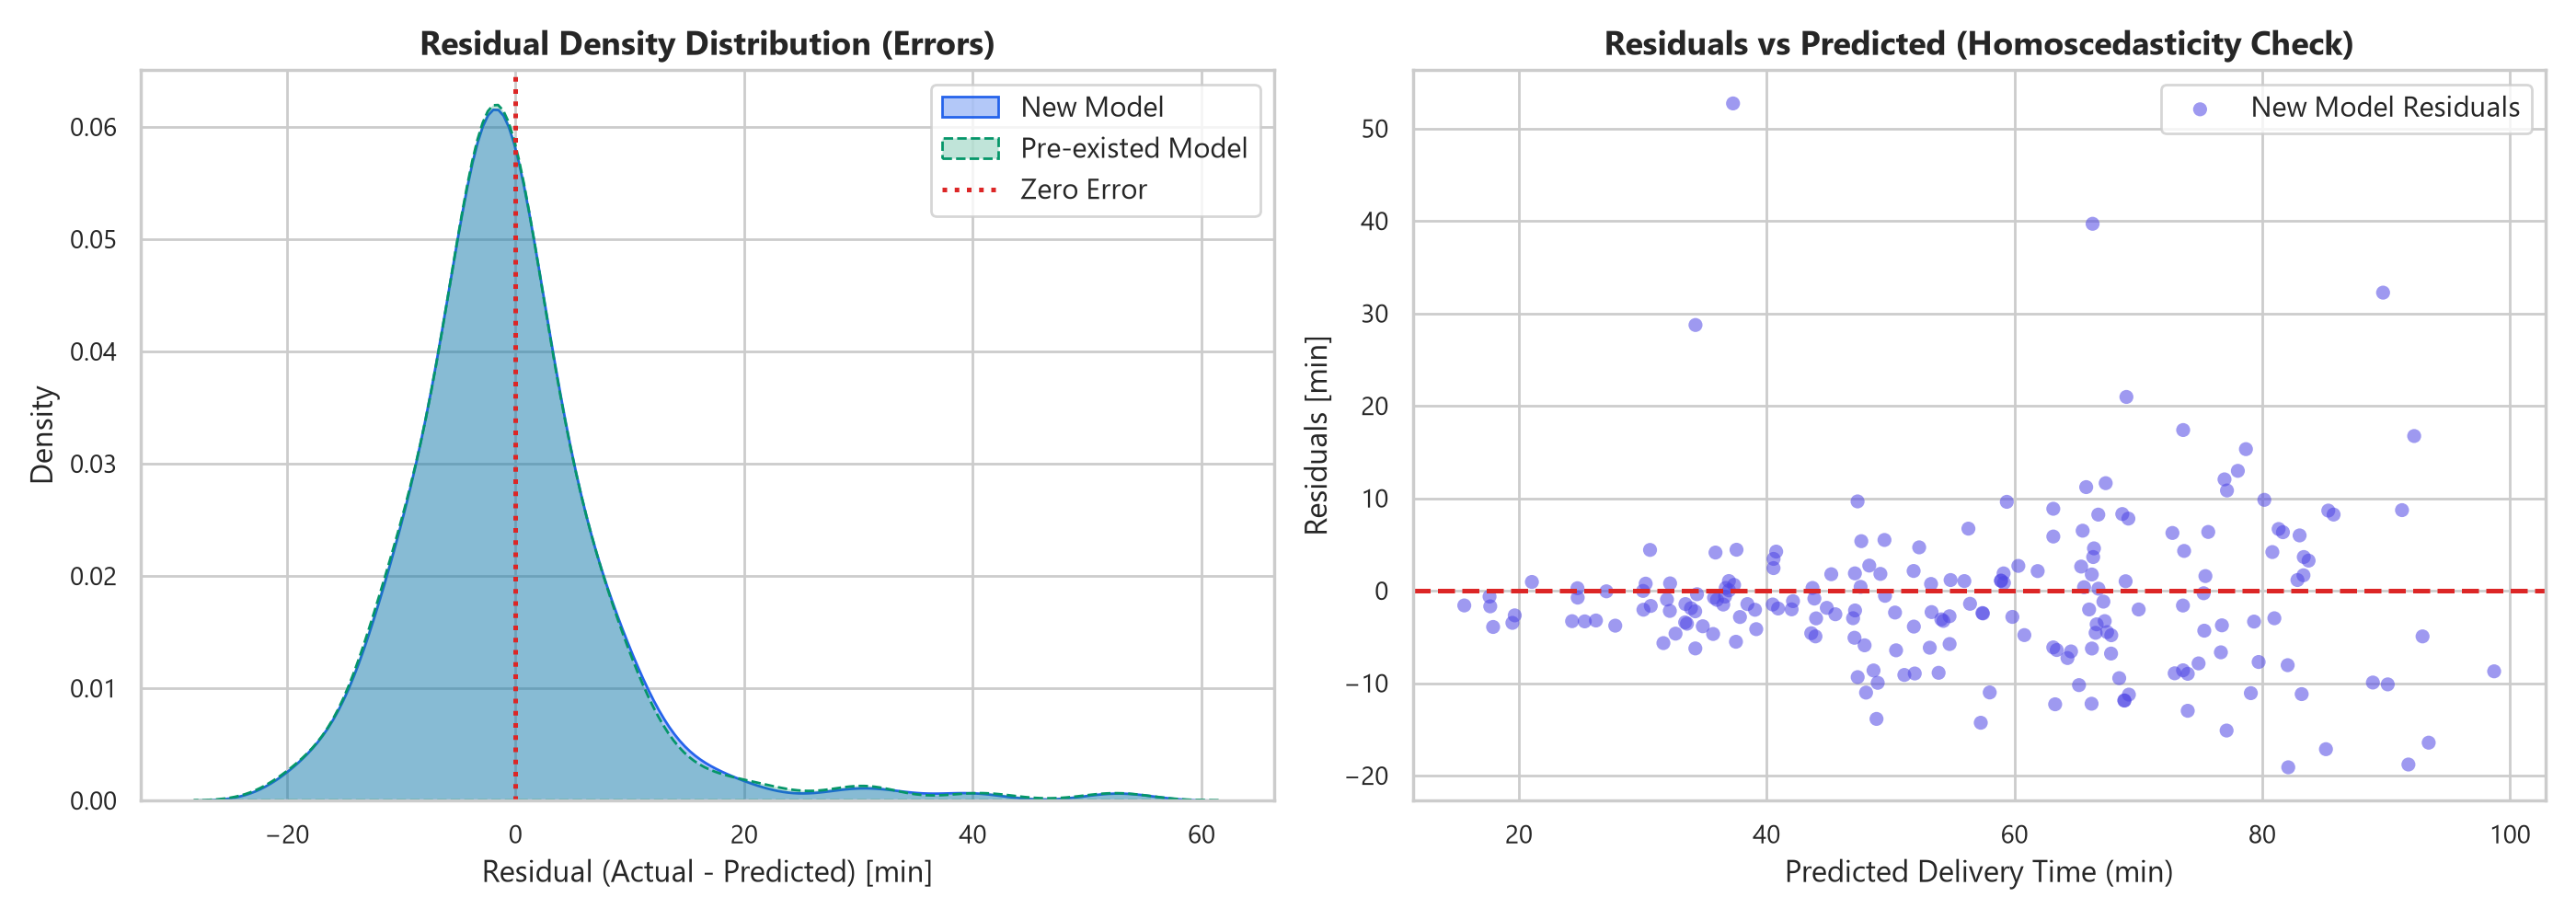 Residual Density Distribution (Errors)
New Model
Pre-existed Model
Zero Error
0.06
0.05
0.04
0.03
0.02
0.01
0.00
Density
−20
0
20
40
60
Residual (Actual - Predicted) [min]
Residuals vs Predicted (Homoscedasticity Check)
New Model Residuals
50
40
30
20
10
0
−10
−20
Residuals [min]
20
40
60
80
100
Predicted Delivery Time (min)